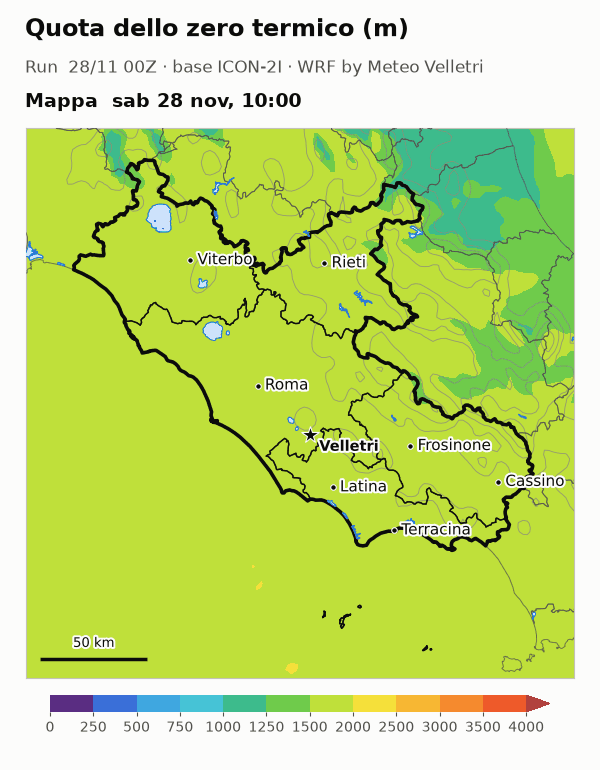 Quota dello zero termico (m)
Run  28/11 00Z · base ICON-2I · WRF by Meteo Velletri
Mappa  sab 28 nov, 10:00
Viterbo
Rieti
Roma
Velletri
Frosinone
Latina
Cassino
Terracina
50 km
0 250 500 750 1000 1250 1500 2000 2500 3000 3500 4000